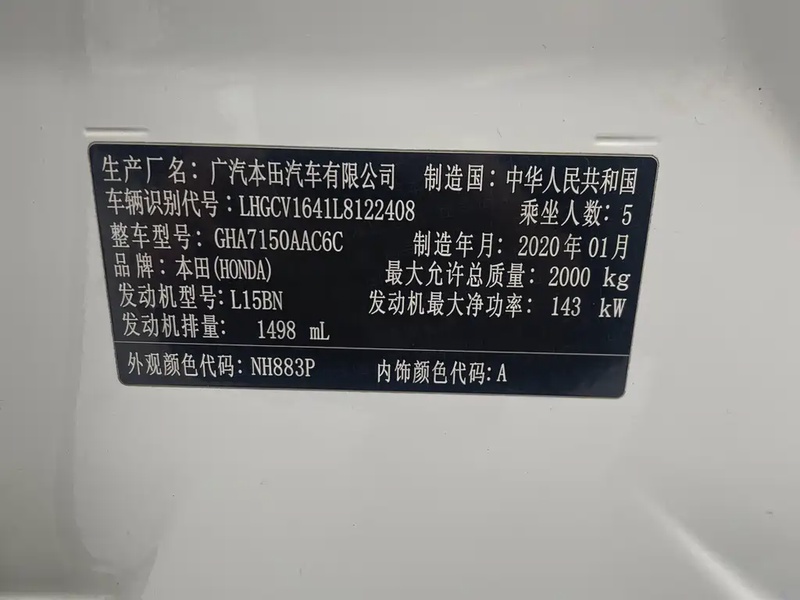 生产厂名：广汽本田汽车有限公司 制造国：中华人民共和国
车辆识别代号：LHGCV1641L8122408 乘坐人数：5
整车型号：GHA7150AAC6C 制造年月：2020年01月
品牌：本田(HONDA) 最大允许总质量：2000 kg
发动机型号：L15BN 发动机最大净功率：143 kW
发动机排量：1498 mL
外观颜色代码：NH883P 内饰颜色代码：A